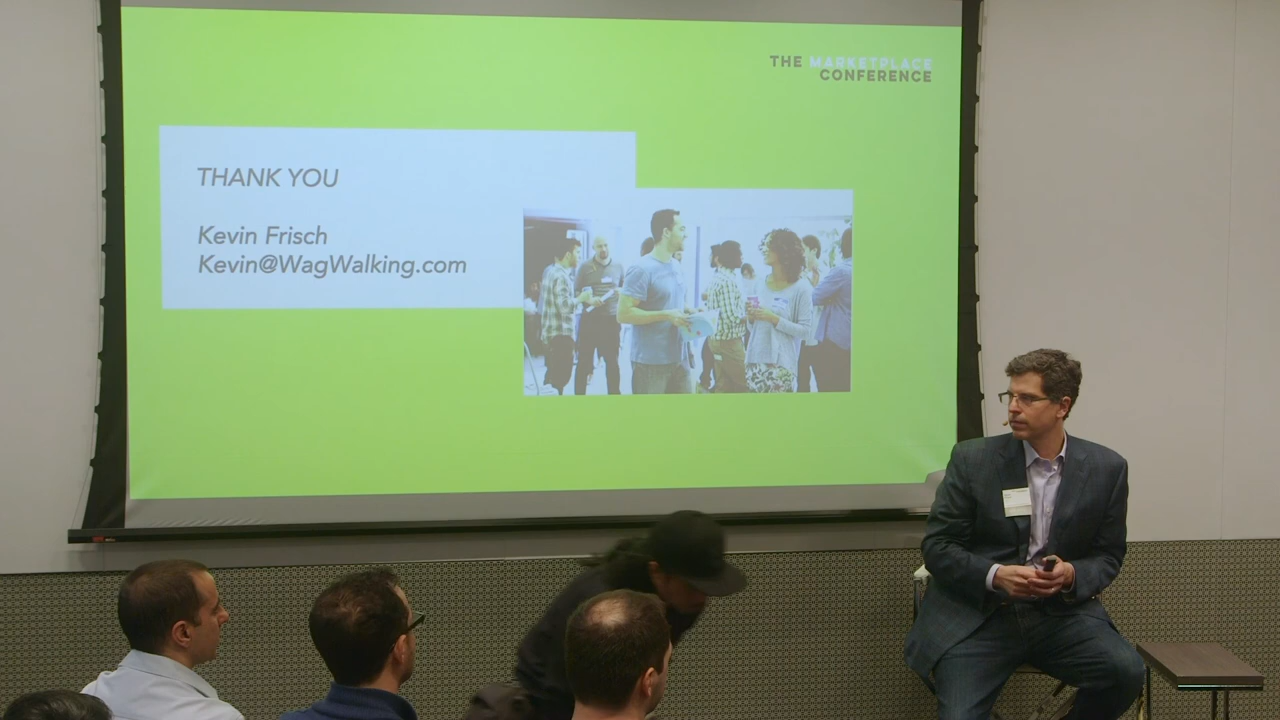 THE MARKETPLACE
CONFERENCE
THANK YOU
Kevin Frisch
Kevin@WagWalking.com